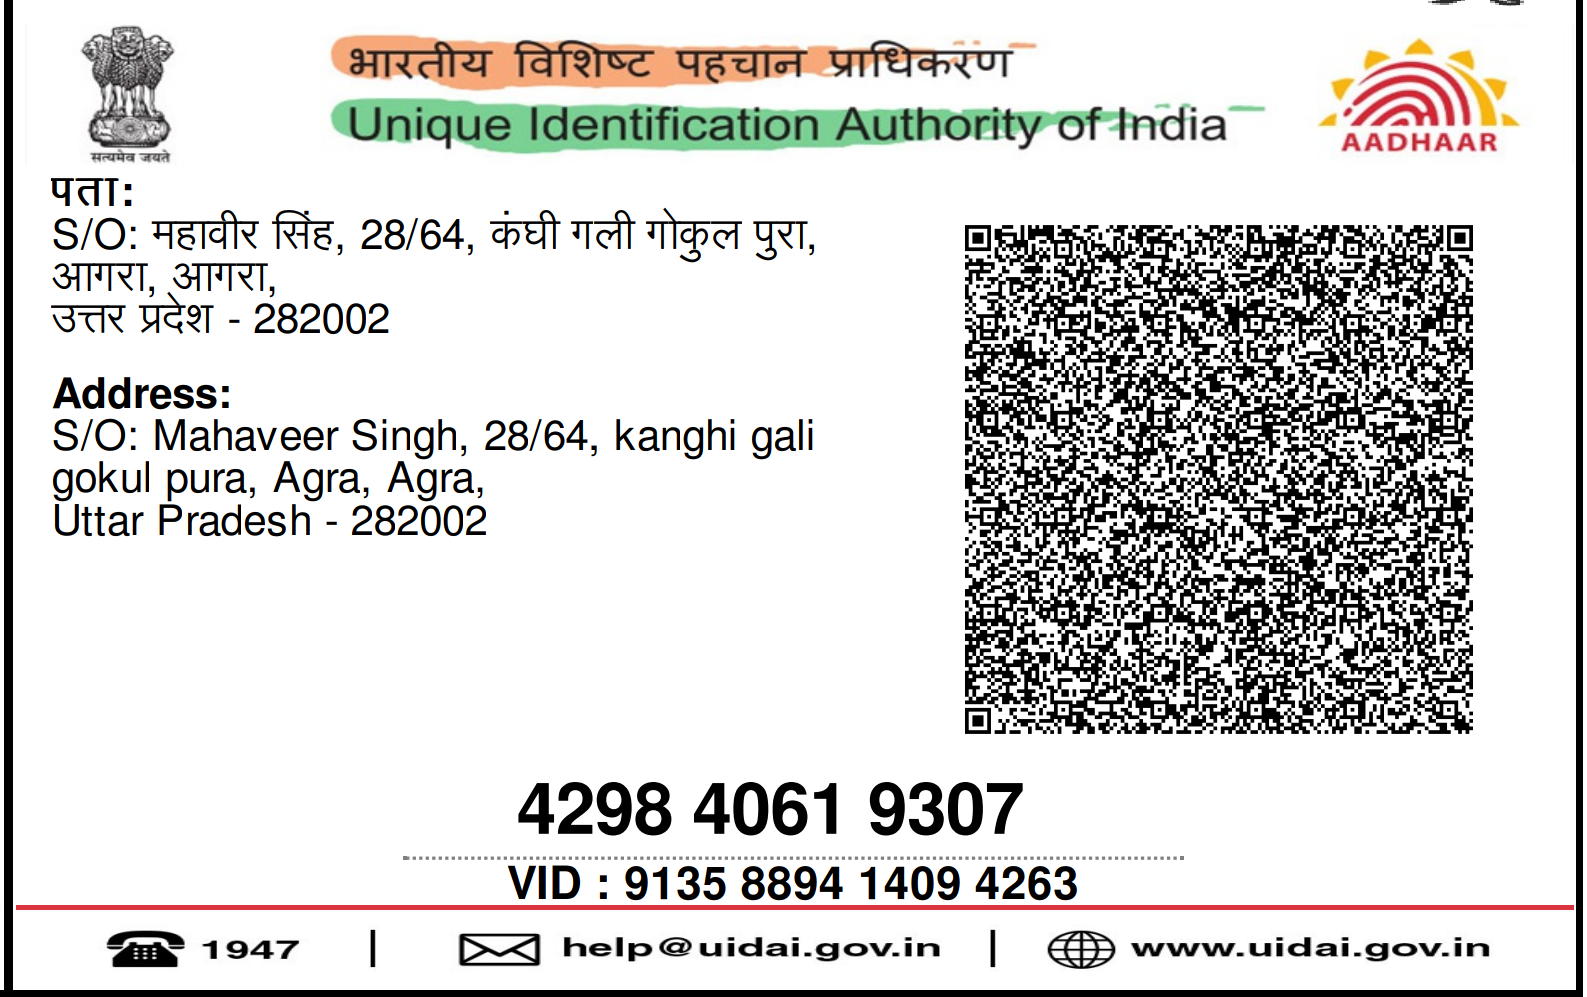 सत्यमेव जयते
भारतीय विशिष्ट पहचान प्राधिकरण
Unique Identification Authority of India
AADHAAR
पता:
S/O: महावीर सिंह, 28/64, कंघी गली गोकुल पुरा,
आगरा, आगरा,
उत्तर प्रदेश - 282002
Address:
S/O: Mahaveer Singh, 28/64, kanghi gali
gokul pura, Agra, Agra,
Uttar Pradesh - 282002
4298 4061 9307
VID : 9135 8894 1409 4263
1947 | help@uidai.gov.in | www.uidai.gov.in